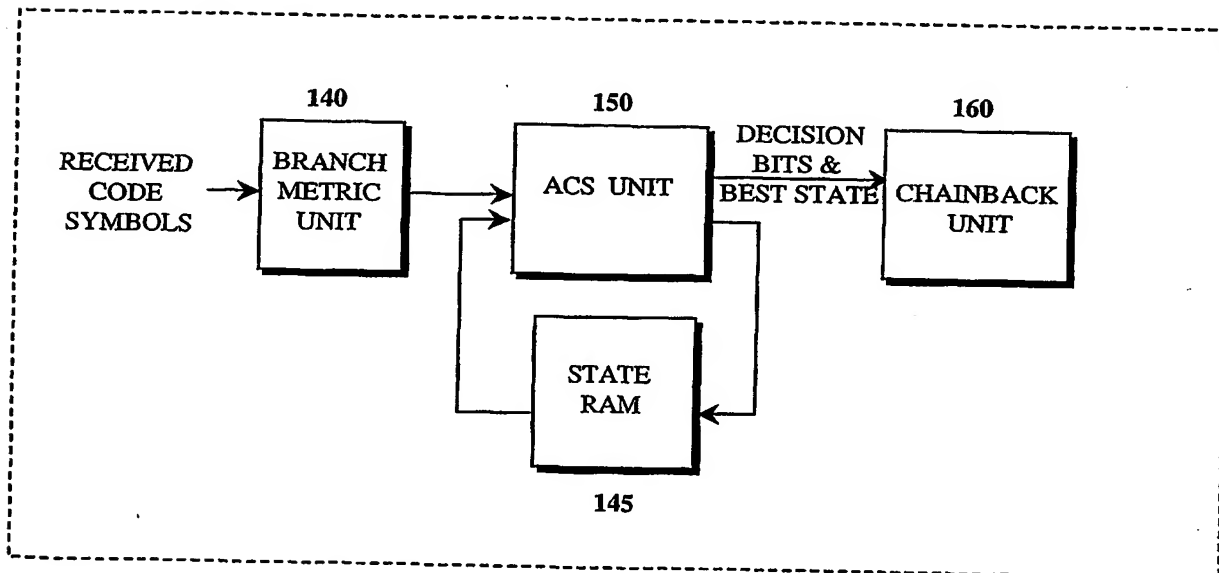 140
150
160
RECEIVED
CODE
SYMBOLS
BRANCH
METRIC
UNIT
ACS UNIT
DECISION
BITS &
BEST STATE
CHAINBACK
UNIT
STATE
RAM
145